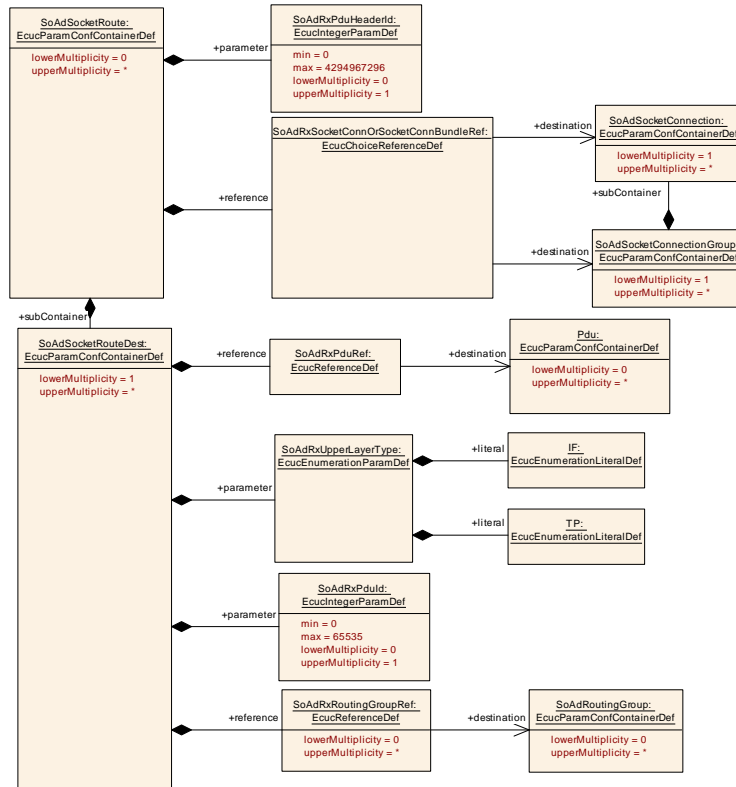 SoAdSocketRoute:
EcucParamConfContainerDef
lowerMultiplicity = 0
upperMultiplicity = *
+parameter
SoAdRxPduHeaderId:
EcucIntegerParamDef
min = 0
max = 4294967296
lowerMultiplicity = 0
upperMultiplicity = 1
+reference
SoAdRxSocketConnOrSocketConnBundleRef:
EcucChoiceReferenceDef
+destination
SoAdSocketConnection:
EcucParamConfContainerDef
lowerMultiplicity = 1
upperMultiplicity = *
+subContainer
+destination
SoAdSocketConnectionGroup:
EcucParamConfContainerDef
lowerMultiplicity = 1
upperMultiplicity = *
+subContainer
SoAdSocketRouteDest:
EcucParamConfContainerDef
lowerMultiplicity = 1
upperMultiplicity = *
+reference
SoAdRxPduRef:
EcucReferenceDef
+destination
Pdu:
EcucParamConfContainerDef
lowerMultiplicity = 0
upperMultiplicity = *
+parameter
SoAdRxUpperLayerType:
EcucEnumerationParamDef
+literal
IF:
EcucEnumerationLiteralDef
+literal
TP:
EcucEnumerationLiteralDef
+parameter
SoAdRxPduId:
EcucIntegerParamDef
min = 0
max = 65535
lowerMultiplicity = 0
upperMultiplicity = 1
+reference
SoAdRxRoutingGroupRef:
EcucReferenceDef
lowerMultiplicity = 0
upperMultiplicity = *
+destination
SoAdRoutingGroup:
EcucParamConfContainerDef
lowerMultiplicity = 0
upperMultiplicity = *